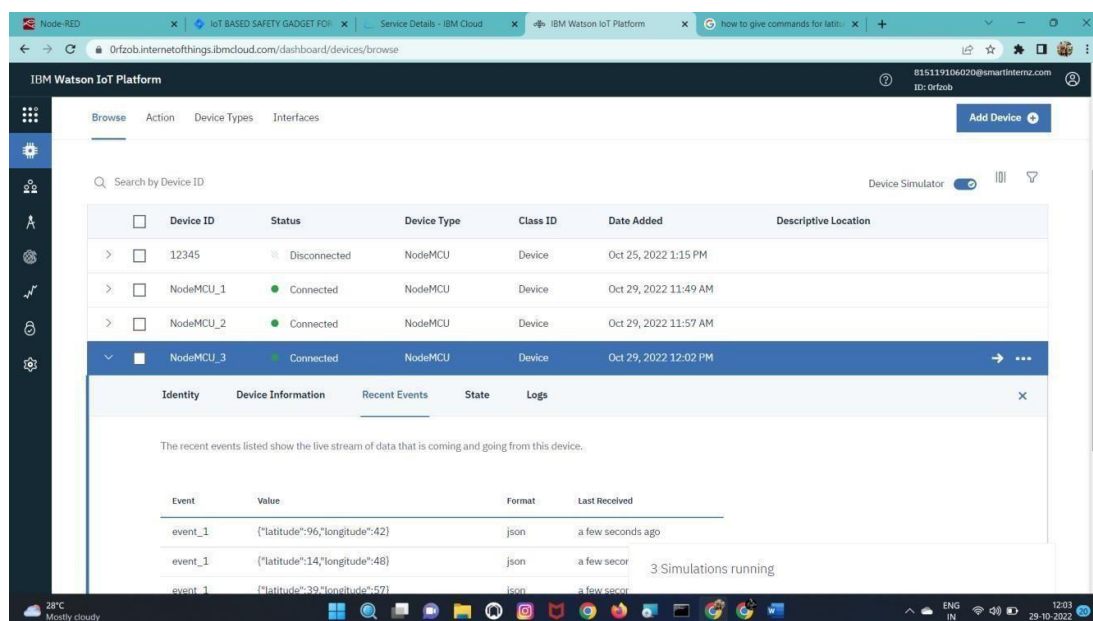 Node-RED
IoT BASED SAFETY GADGET FOR
Service Details - IBM Cloud
IBM Watson IoT Platform
how to give commands for latitu
0rfzob.internetofthings.ibmcloud.com/dashboard/devices/browse
IBM Watson IoT Platform
815119106020@smartinternz.com
ID: 0rfzob
Browse Action Device Types Interfaces
Add Device
Search by Device ID
Device Simulator
Device ID Status Device Type Class ID Date Added Descriptive Location
12345 Disconnected NodeMCU Device Oct 25, 2022 1:15 PM
NodeMCU_1 Connected NodeMCU Device Oct 29, 2022 11:49 AM
NodeMCU_2 Connected NodeMCU Device Oct 29, 2022 11:57 AM
NodeMCU_3 Connected NodeMCU Device Oct 29, 2022 12:02 PM
Identity Device Information Recent Events State Logs
The recent events listed show the live stream of data that is coming and going from this device.
Event Value Format Last Received
event_1 {"latitude":96,"longitude":42} json a few seconds ago
event_1 {"latitude":14,"longitude":48} json a few secor
3 Simulations running
event_1 {"latitude":39,"longitude":57} json a few secor
28°C
Mostly cloudy
ENG
IN
12:03
29-10-2022